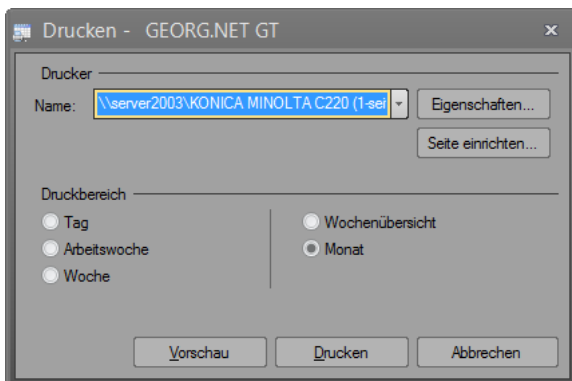 Drucken - GEORG.NET GT
Drucker
Name: \\server2003\KONICA MINOLTA C220 (1-sei
Eigenschaften...
Seite einrichten...
Druckbereich
Tag
Arbeitswoche
Woche
Wochenübersicht
Monat
Vorschau Drucken Abbrechen